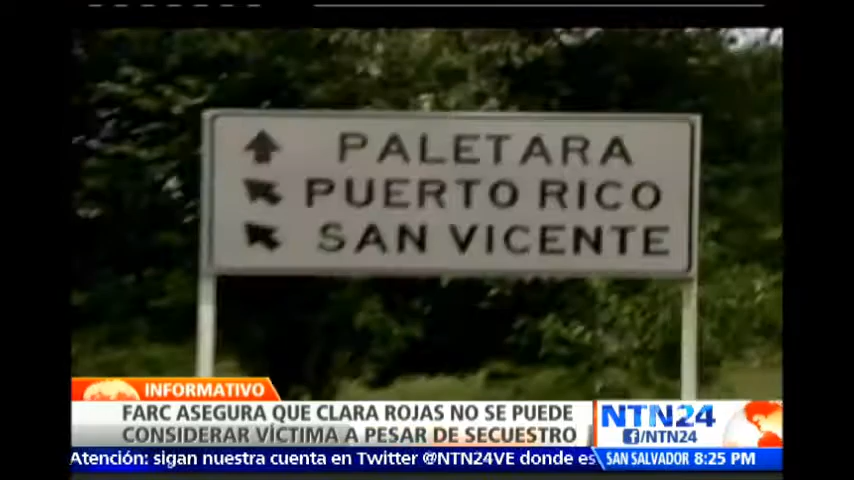 PALETARA
PUERTO RICO
SAN VICENTE
INFORMATIVO
FARC ASEGURA QUE CLARA ROJAS NO SE PUEDE
CONSIDERAR VÍCTIMA A PESAR DE SECUESTRO
NTN24
f/NTN24
Atención: sigan nuestra cuenta en Twitter @NTN24VE donde es
SAN SALVADOR 8:25 PM